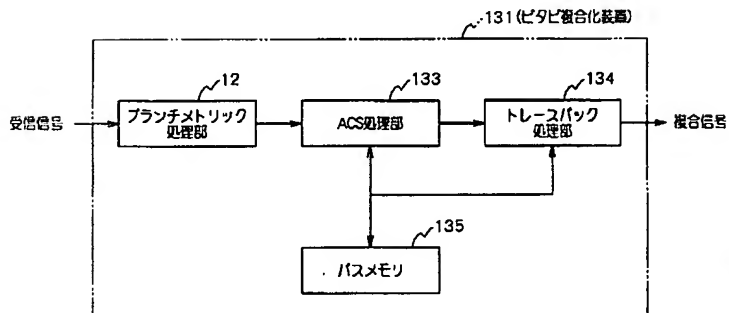 131(ビタビ複合化装置)
12
133
134
受信信号
ブランチメトリック
処理部
ACS処理部
トレースバック
処理部
複合信号
135
パスメモリ